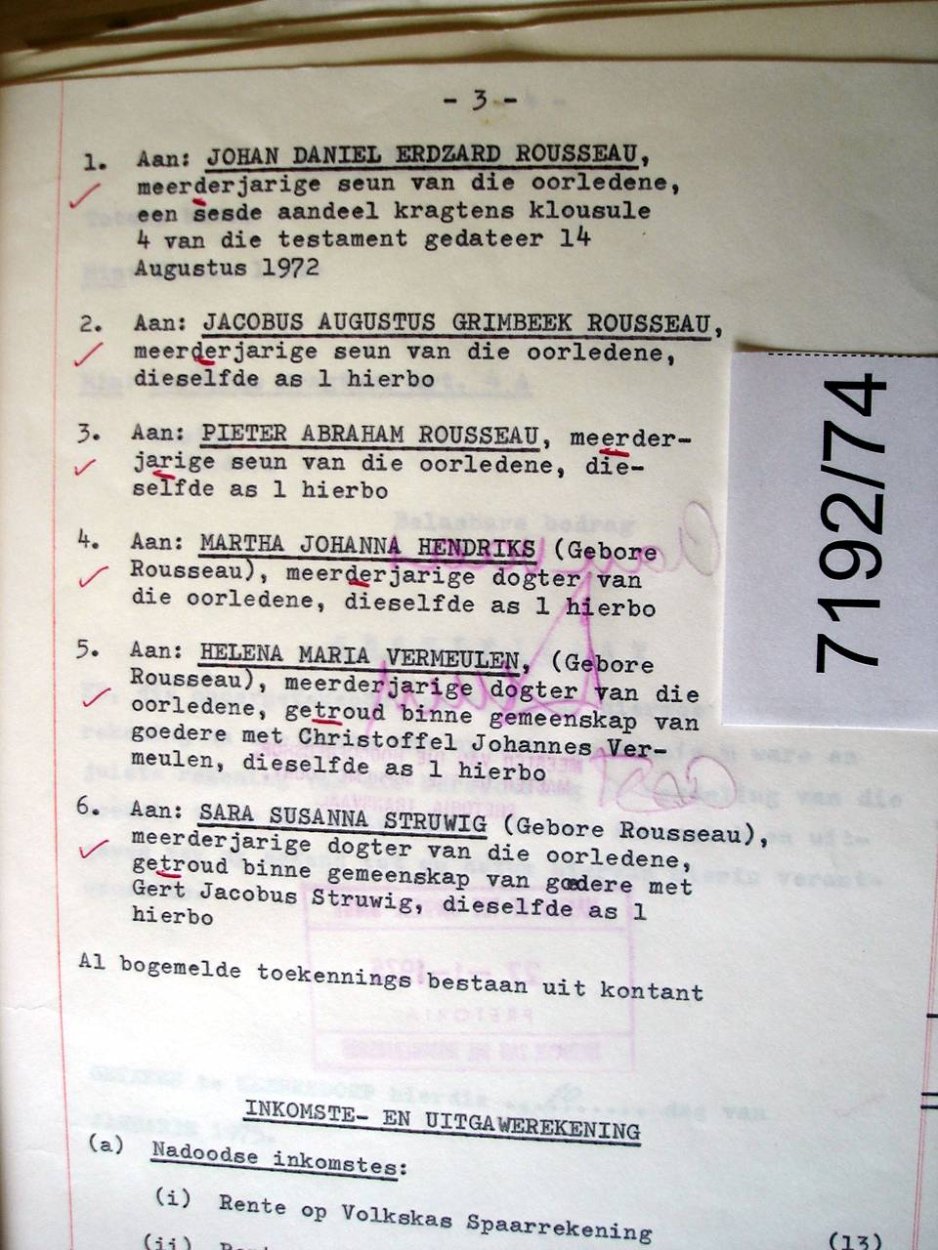 - 3 -
1. Aan: JOHAN DANIEL ERDZARD ROUSSEAU,
meerderjarige seun van die oorledene,
een sesde aandeel kragtens klousule
4 van die testament gedateer 14
Augustus 1972
2. Aan: JACOBUS AUGUSTUS GRIMBEEK ROUSSEAU,
meerderjarige seun van die oorledene,
dieselfde as 1 hierbo
3. Aan: PIETER ABRAHAM ROUSSEAU, meerder-
jarige seun van die oorledene, die-
selfde as 1 hierbo
4. Aan: MARTHA JOHANNA HENDRIKS (Gebore
Rousseau), meerderjarige dogter van
die oorledene, dieselfde as 1 hierbo
5. Aan: HELENA MARIA VERMEULEN, (Gebore
Rousseau), meerderjarige dogter van die
oorledene, getroud binne gemeenskap van
goedere met Christoffel Johannes Ver-
meulen, dieselfde as 1 hierbo
6. Aan: SARA SUSANNA STRUWIG (Gebore Rousseau),
meerderjarige dogter van die oorledene,
getroud binne gemeenskap van goedere met
Gert Jacobus Struwig, dieselfde as 1
hierbo
Al bogemelde toekennings bestaan uit kontant
INKOMSTE- EN UITGAWEREKENING
(a) Nadoodse inkomstes:
(i) Rente op Volkskas Spaarrekening (13)
(ii)
7192/74